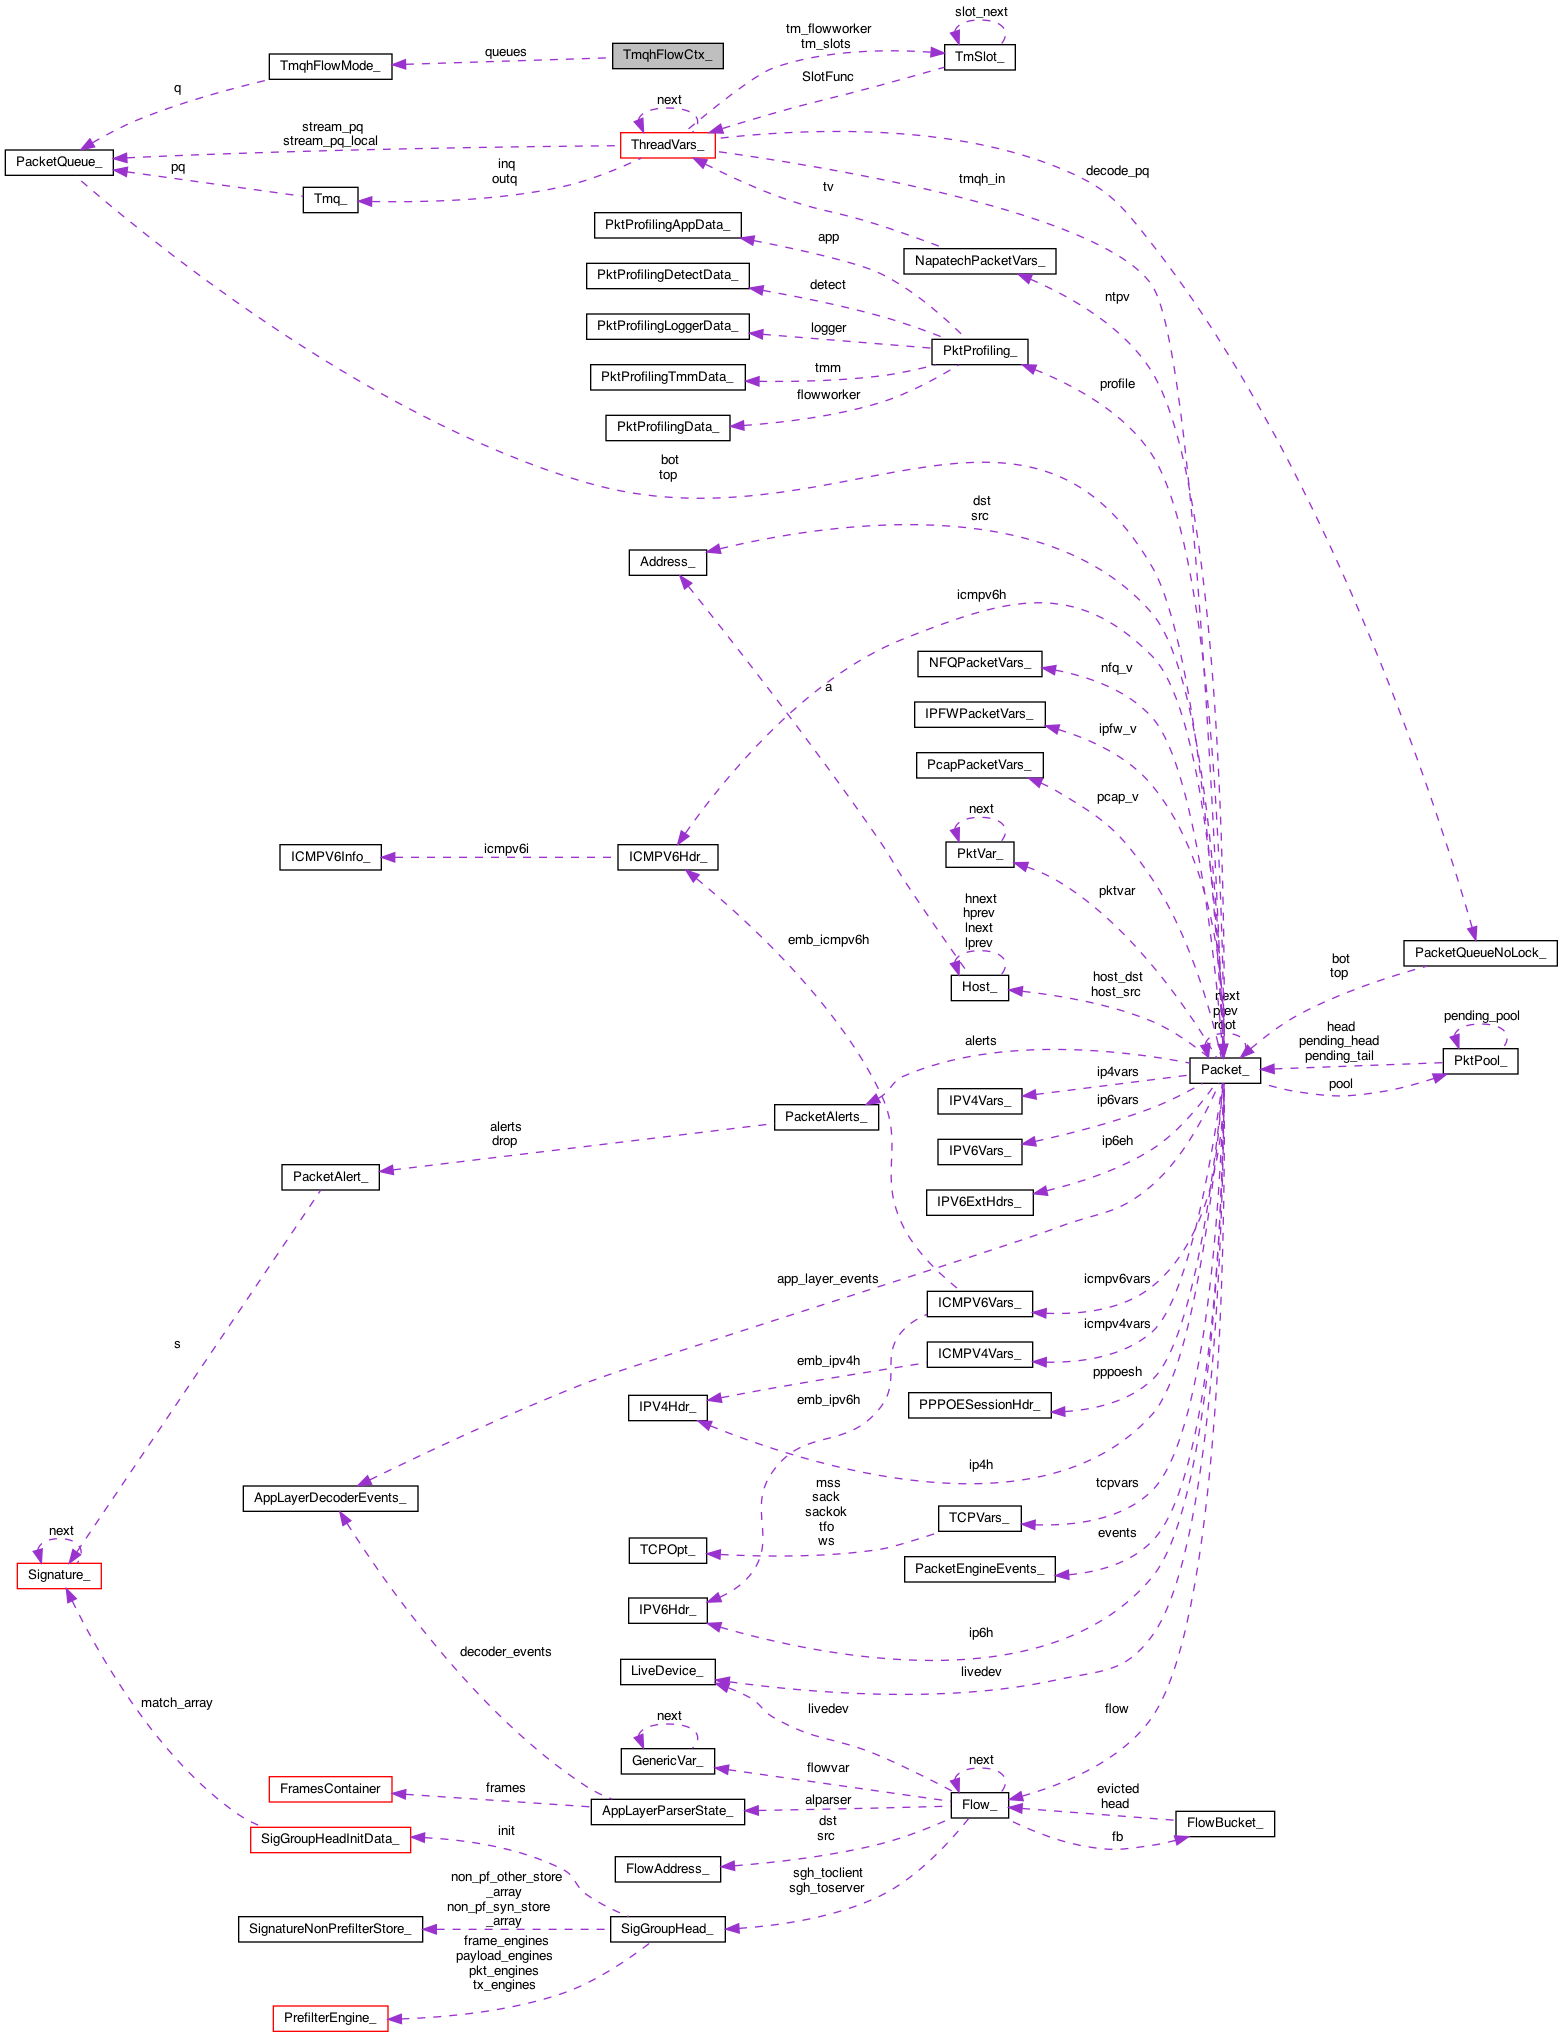 slot_next
tm_flowworker
tm_slots
queues
TmqhFlowCtx_
TmSlot_
TmqhFlowMode_
SlotFunc
q
next
stream_pq
stream_pq_local
ThreadVars_
PacketQueue_
pq
inq
outq
tmqh_in
decode_pq
Tmq_
tv
PktProfilingAppData_
app
NapatechPacketVars_
PktProfilingDetectData_
detect
ntpv
PktProfilingLoggerData_
logger
PktProfiling_
PktProfilingTmmData_
tmm
profile
flowworker
PktProfilingData_
bot
top
dst
src
Address_
icmpv6h
NFQPacketVars_
nfq_v
a
IPFWPacketVars_
ipfw_v
PcapPacketVars_
pcap_v
next
ICMPV6Info_
icmpv6i
ICMPV6Hdr_
PktVar_
pktvar
hnext
hprev
lnext
lprev
emb_icmpv6h
PacketQueueNoLock_
bot
top
Host_
host_dst
host_src
next
prev
root
pending_pool
head
pending_head
pending_tail
alerts
PktPool_
Packet_
ip4vars
pool
IPV4Vars_
ip6vars
PacketAlerts_
alerts
drop
ip6eh
IPV6Vars_
PacketAlert_
IPV6ExtHdrs_
app_layer_events
icmpv6vars
ICMPV6Vars_
icmpv4vars
s
ICMPV4Vars_
emb_ipv4h
pppoesh
emb_ipv6h
IPV4Hdr_
PPPOESessionHdr_
ip4h
mss
sack
sackok
tfo
ws
tcpvars
AppLayerDecoderEvents_
TCPVars_
next
events
TCPOpt_
PacketEngineEvents_
Signature_
IPV6Hdr_
ip6h
decoder_events
LiveDevice_
livedev
match_array
livedev
flow
next
GenericVar_
flowvar
next
FramesContainer
frames
alparser
evicted
head
AppLayerParserState_
Flow_
FlowBucket_
dst
src
init
fb
SigGroupHeadInitData_
FlowAddress_
sgh_toclient
sgh_toserver
non_pf_other_store
_array
non_pf_syn_store
_array
SignatureNonPrefilterStore_
SigGroupHead_
frame_engines
payload_engines
pkt_engines
tx_engines
PrefilterEngine_